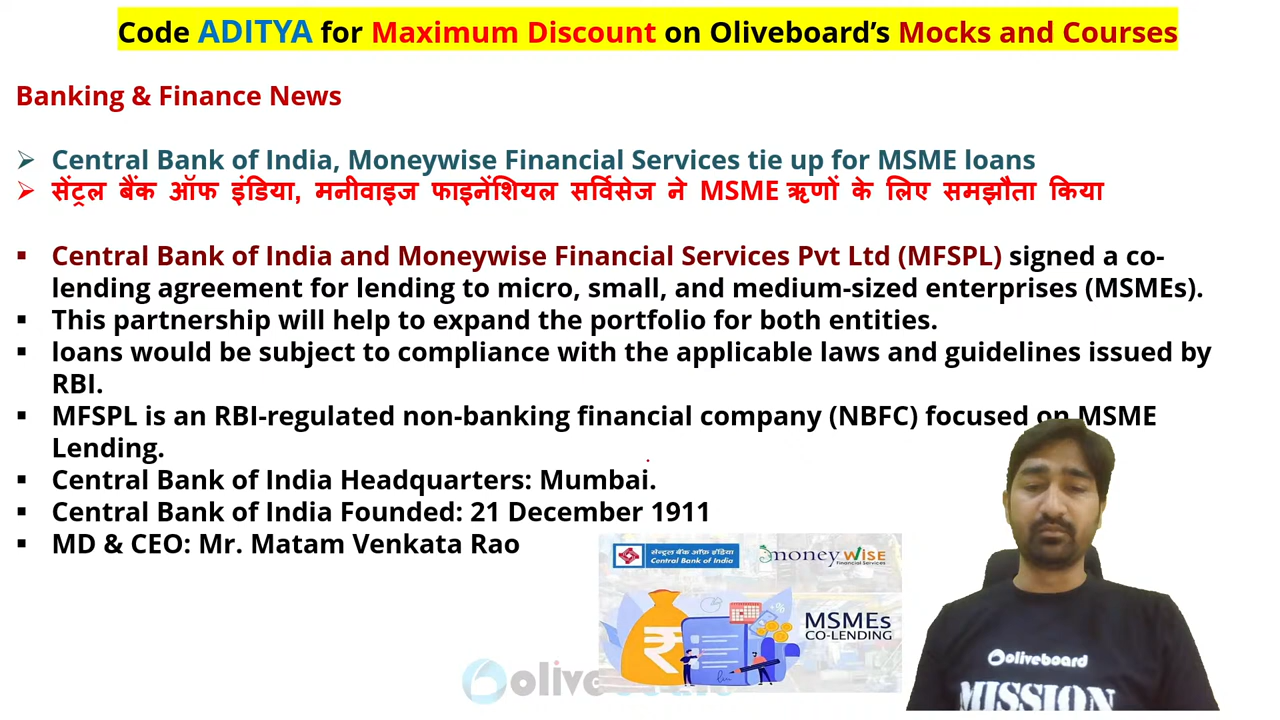 Code ADITYA for Maximum Discount on Oliveboard's Mocks and Courses
Banking & Finance News
➢ Central Bank of India, Moneywise Financial Services tie up for MSME loans
➢ सेंट्रल बैंक ऑफ इंडिया, मनीवाइज फाइनेंशियल सर्विसेज ने MSME ऋणों के लिए समझौता किया
▪ Central Bank of India and Moneywise Financial Services Pvt Ltd (MFSPL) signed a co-
lending agreement for lending to micro, small, and medium-sized enterprises (MSMEs).
▪ This partnership will help to expand the portfolio for both entities.
▪ loans would be subject to compliance with the applicable laws and guidelines issued by
RBI.
▪ MFSPL is an RBI-regulated non-banking financial company (NBFC) focused on MSME
Lending.
▪ Central Bank of India Headquarters: Mumbai.
▪ Central Bank of India Founded: 21 December 1911
▪ MD & CEO: Mr. Matam Venkata Rao
सेन्ट्रल बैंक ऑफ़ इंडिया
Central Bank of India
moneywise
Financial Services
MSMEs
CO-LENDING
oliveboard
MISSION